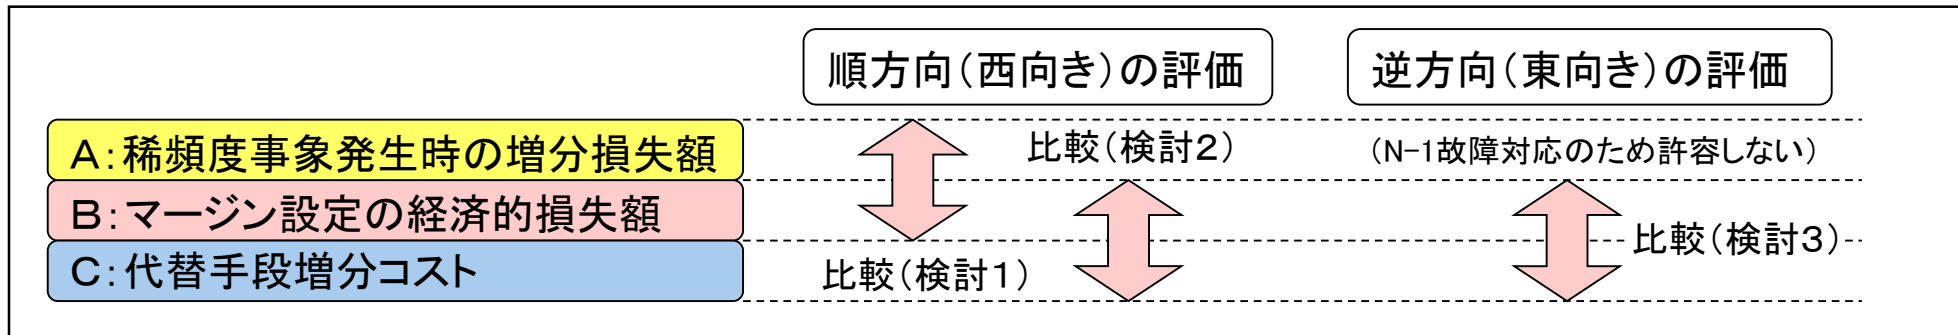 順方向(西向き)の評価
逆方向(東向き)の評価
A:稀頻度事象発生時の増分損失額
比較(検討2)
(N-1故障対応のため許容しない)
B:マージン設定の経済的損失額
比較(検討3)
C:代替手段増分コスト
比較(検討1)